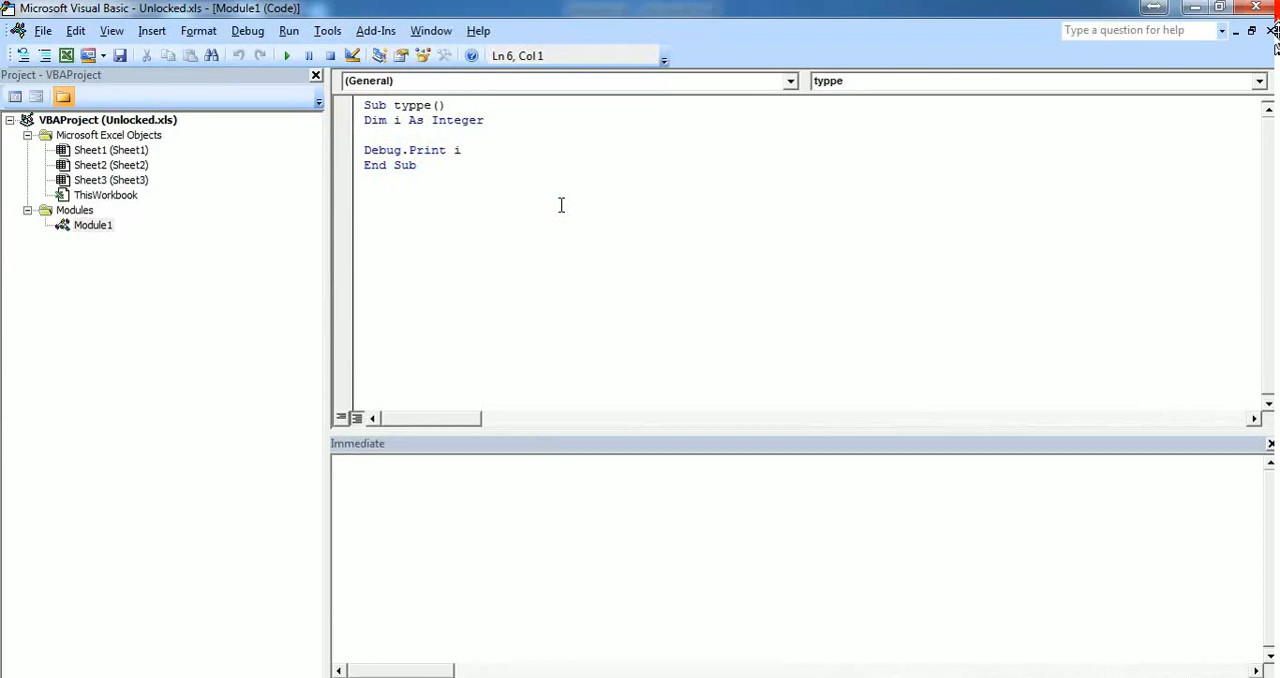 Microsoft Visual Basic - Unlocked.xls - [Module1 (Code)]
File Edit View Insert Format Debug Run Tools Add-Ins Window Help
Type a question for help
Ln 6, Col 1
Project - VBAProject
(General)
typpe
VBAProject (Unlocked.xls)
Microsoft Excel Objects
Sheet1 (Sheet1)
Sheet2 (Sheet2)
Sheet3 (Sheet3)
ThisWorkbook
Modules
Module1
Sub typpe()
Dim i As Integer
Debug.Print i
End Sub
Immediate